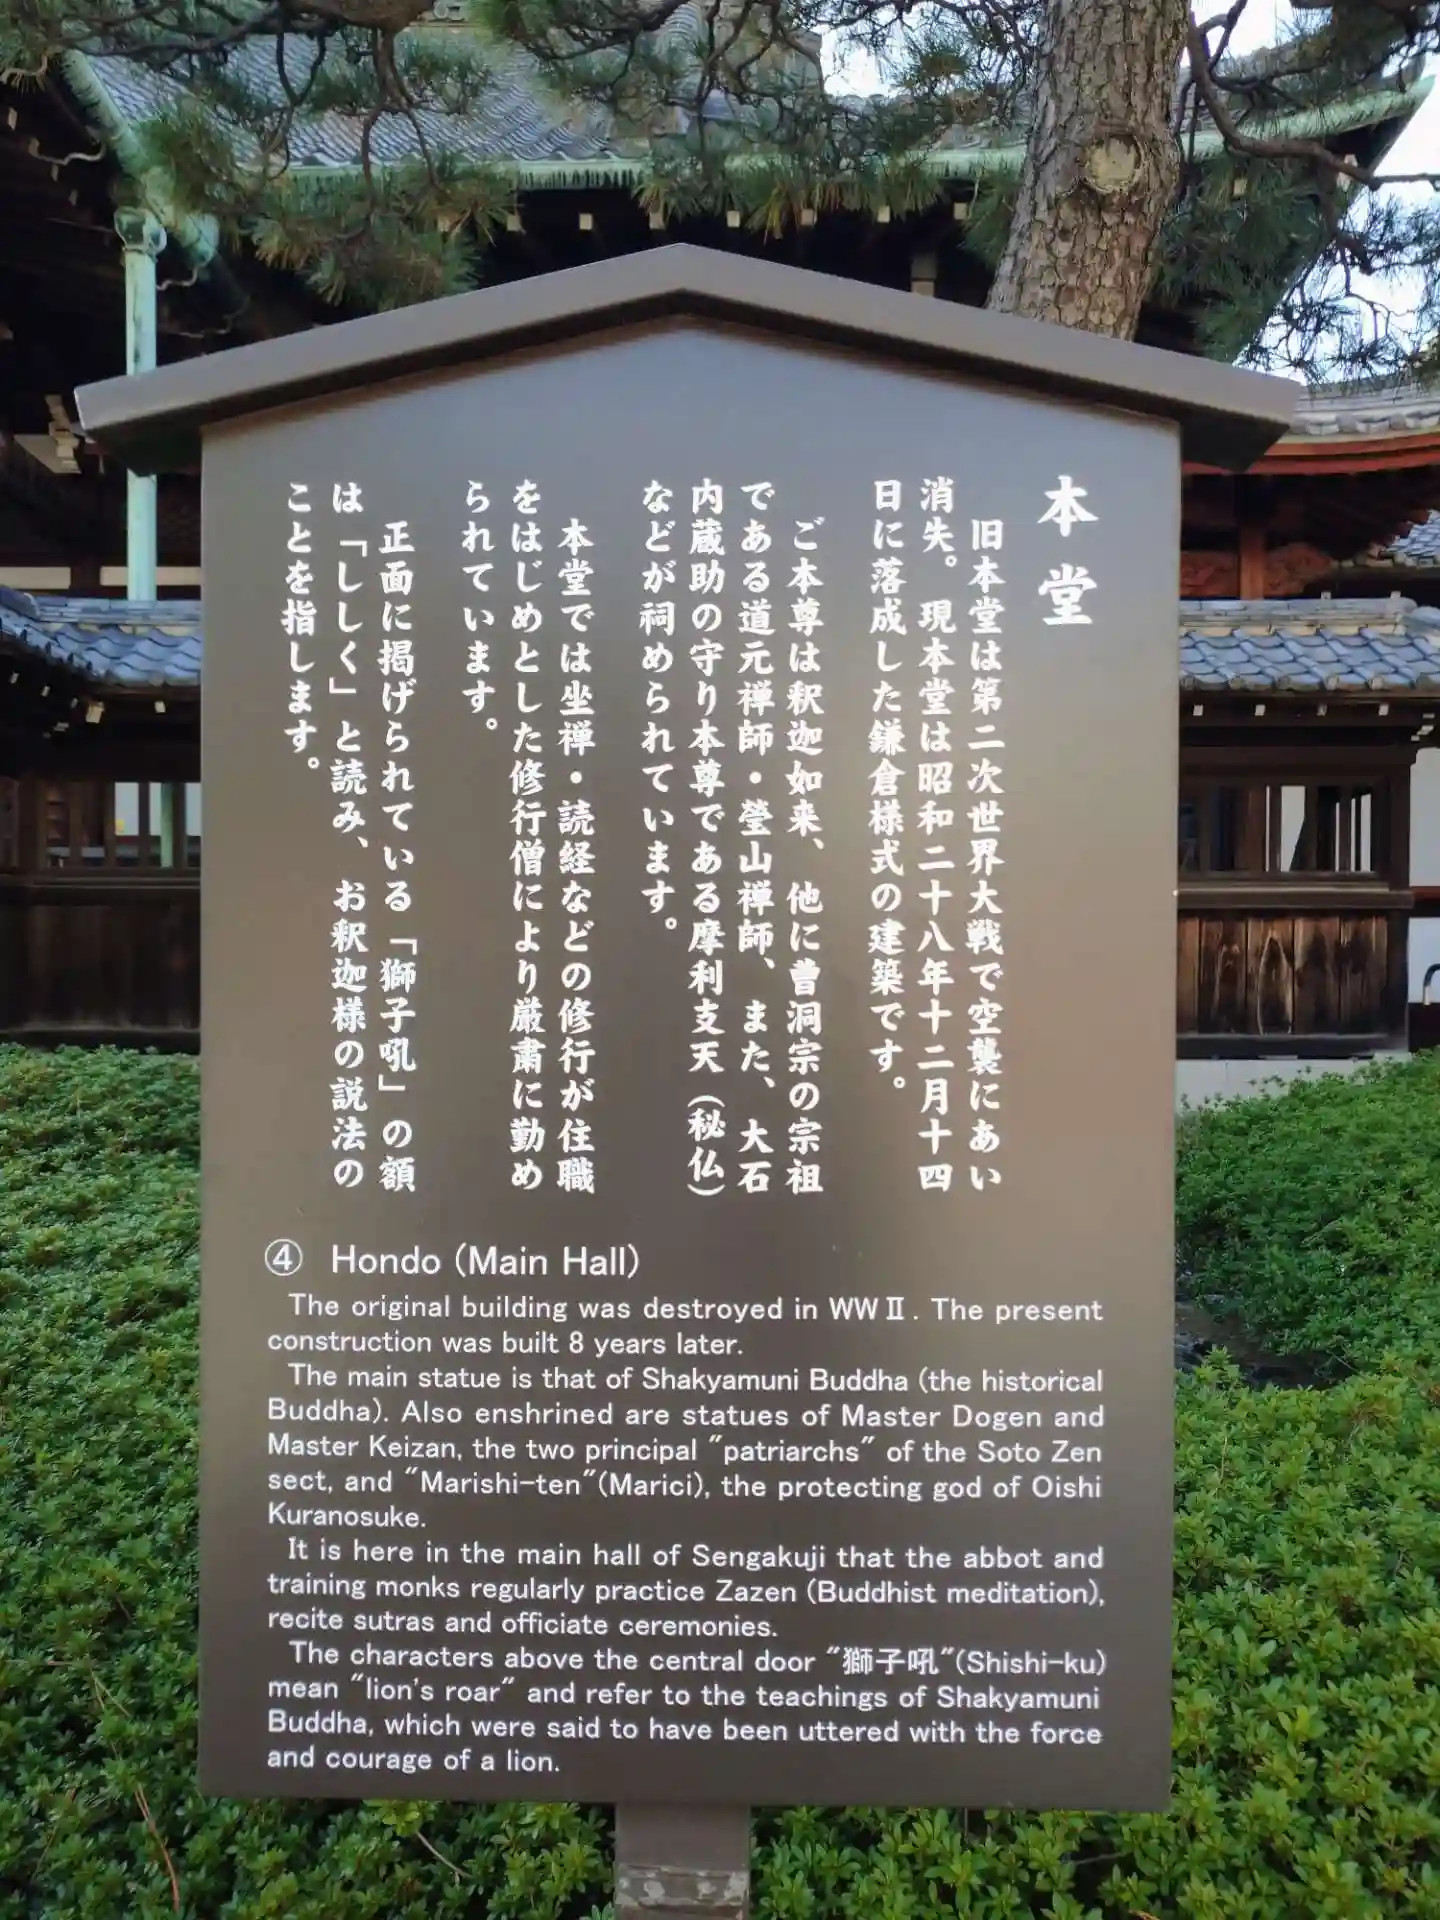 本堂
旧本堂は第二次世界大戦で空襲にあい
消失。現本堂は昭和二十八年十二月十四
日に落成した鎌倉様式の建築です。
ご本尊は釈迦如来、他に曹洞宗の宗祖
である道元禅師・瑩山禅師、また、大石
内蔵助の守り本尊である摩利支天(秘仏)
などが祠められています。
本堂では坐禅・読経などの修行が住職
をはじめとした修行僧により厳粛に勤め
られています。
正面に掲げられている「獅子吼」の額
は「ししく」と読み、お釈迦様の説法の
ことを指します。
④ Hondo (Main Hall)
The original building was destroyed in WWⅡ. The present
construction was built 8 years later.
The main statue is that of Shakyamuni Buddha (the historical
Buddha). Also enshrined are statues of Master Dogen and
Master Keizan, the two principal "patriarchs" of the Soto Zen
sect, and "Marishi-ten"(Marici), the protecting god of Oishi
Kuranosuke.
It is here in the main hall of Sengakuji that the abbot and
training monks regularly practice Zazen (Buddhist meditation),
recite sutras and officiate ceremonies.
The characters above the central door "獅子吼"(Shishi-ku)
mean "lion's roar" and refer to the teachings of Shakyamuni
Buddha, which were said to have been uttered with the force
and courage of a lion.